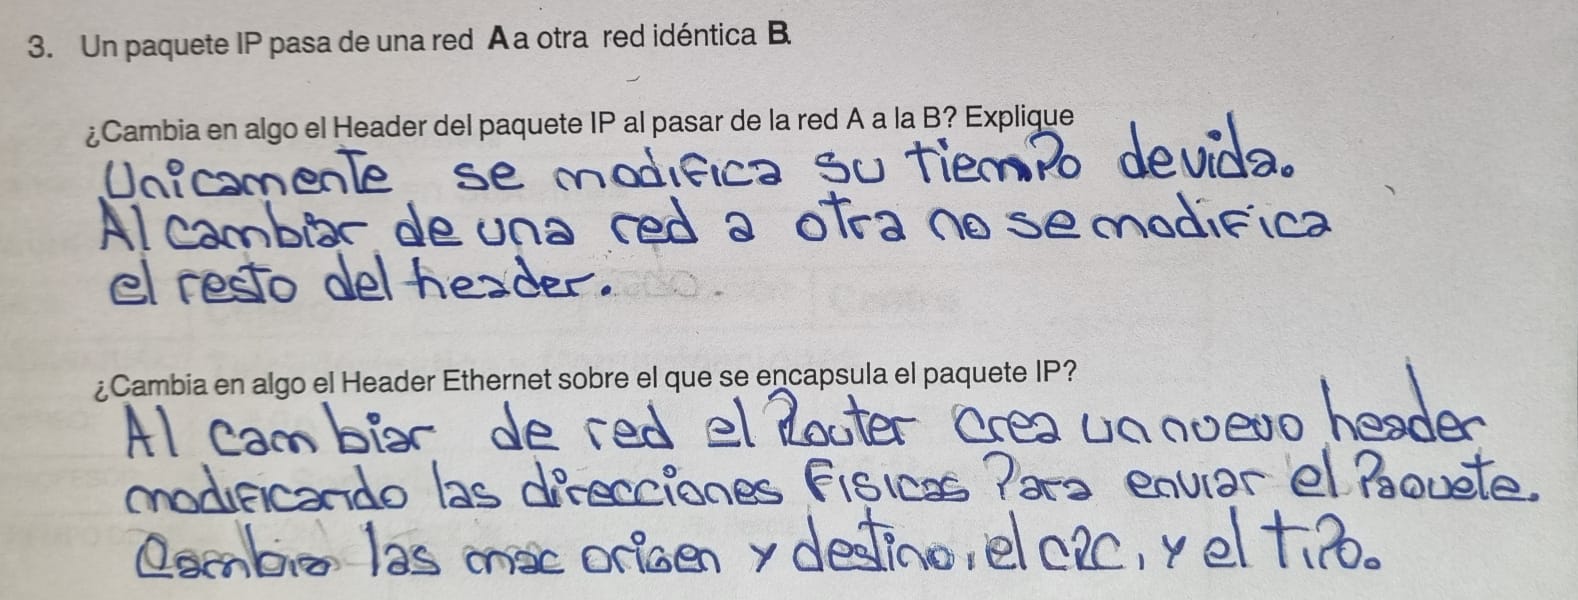 3. Un paquete IP pasa de una red A a otra red idéntica B.
¿Cambia en algo el Header del paquete IP al pasar de la red A a la B? Explique
Unicamente se modifica su tiempo de vida.
Al cambiar de una red a otra no se modifica
el resto del header.
¿Cambia en algo el Header Ethernet sobre el que se encapsula el paquete IP?
Al cambiar de red el Router crea un nuevo header
modificando las direcciones Fisicas Para enviar el Paquete.
Cambia las mac origen y destino, el CRC, y el tipo.